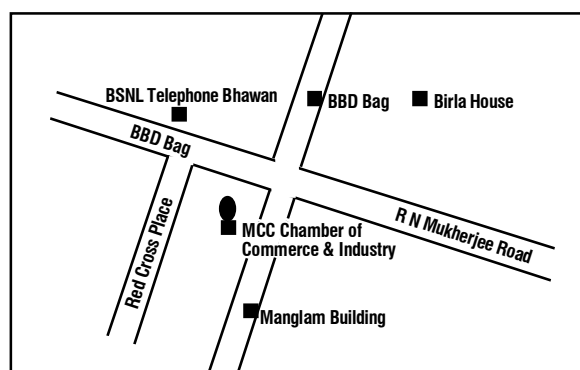 BSNL Telephone Bhawan
BBD Bag
Birla House
BBD Bag
MCC Chamber of
Commerce & Industry
R N Mukherjee Road
Red Cross Place
Manglam Building